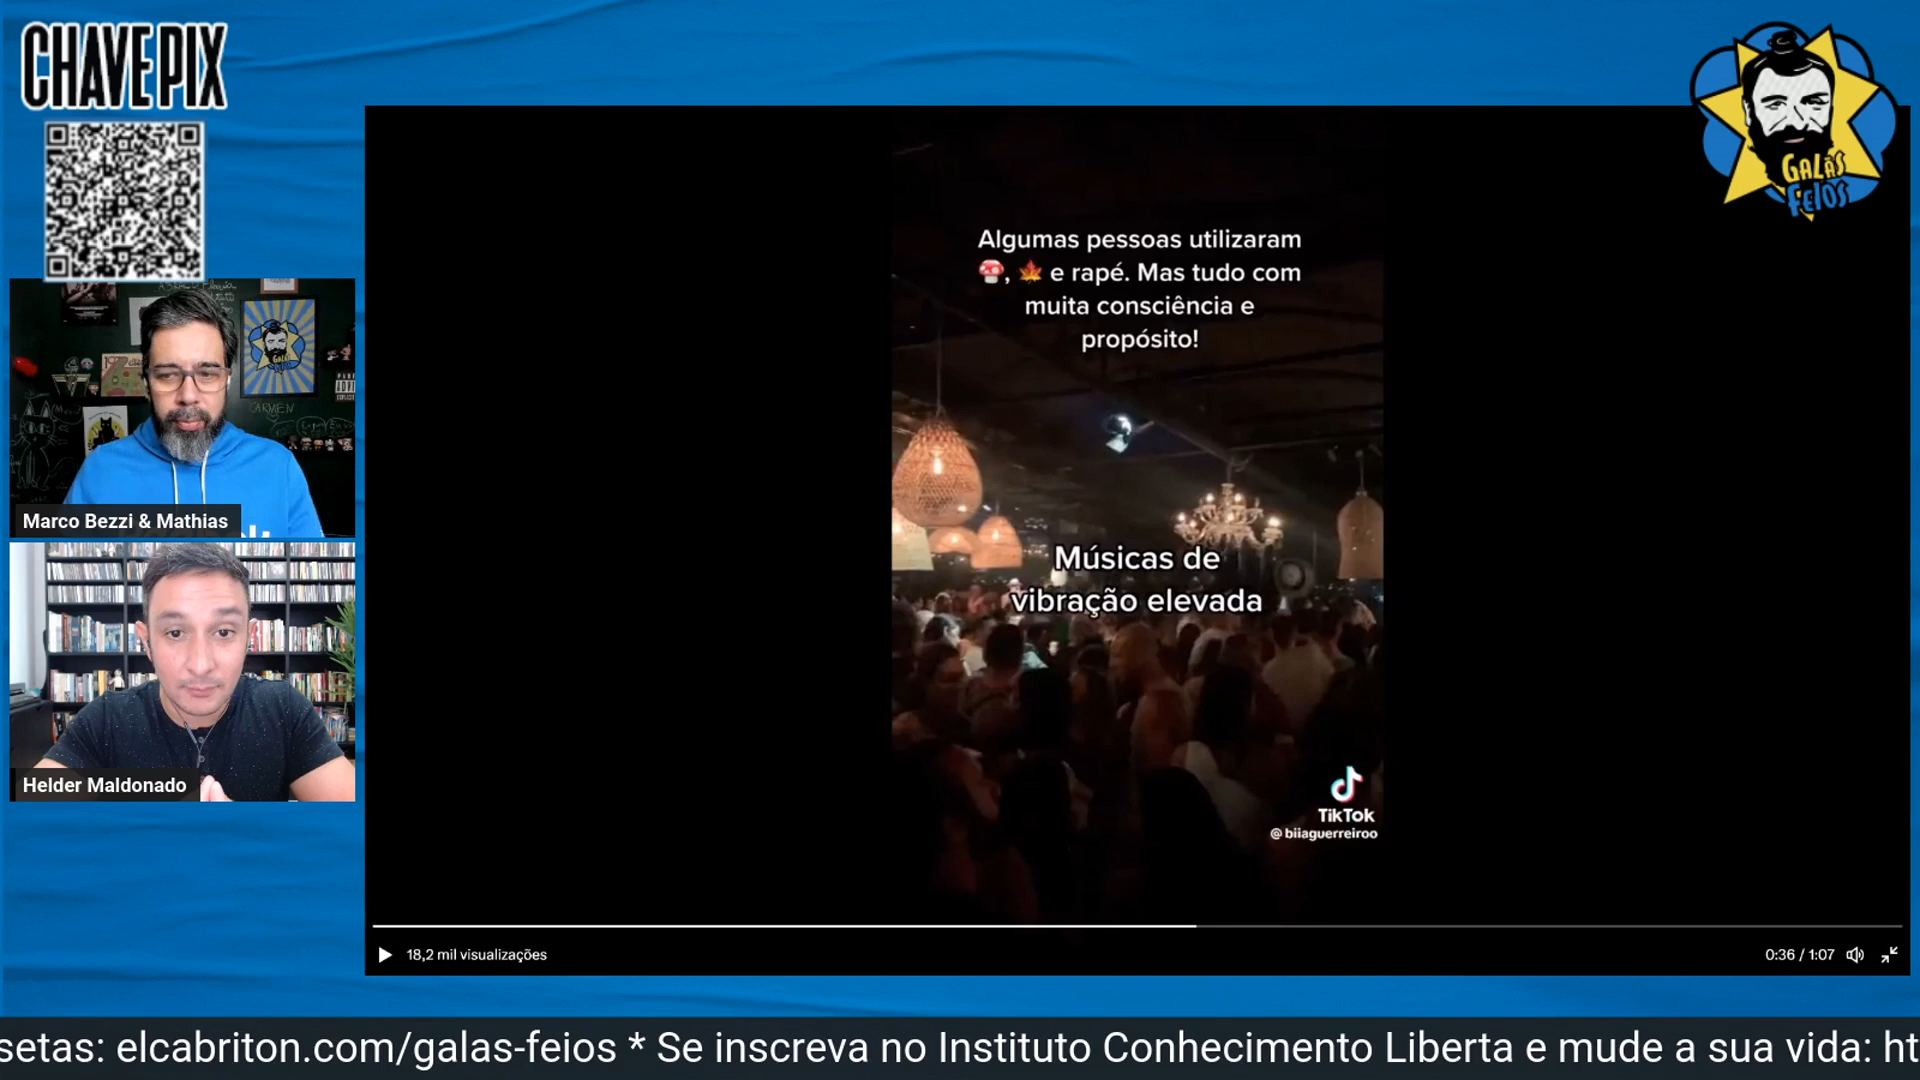 CHAVE PIX
GALÃS
FEIOS
Algumas pessoas utilizaram
🍄, 🍁 e rapé. Mas tudo com
muita consciência e
propósito!
Músicas de
vibração elevada
TikTok
@biiaguerreiroo
CARMEN
Marco Bezzi & Mathias
Helder Maldonado
18,2 mil visualizações
0:36 / 1:07
setas: elcabriton.com/galas-feios * Se inscreva no Instituto Conhecimento Liberta e mude a sua vida: ht